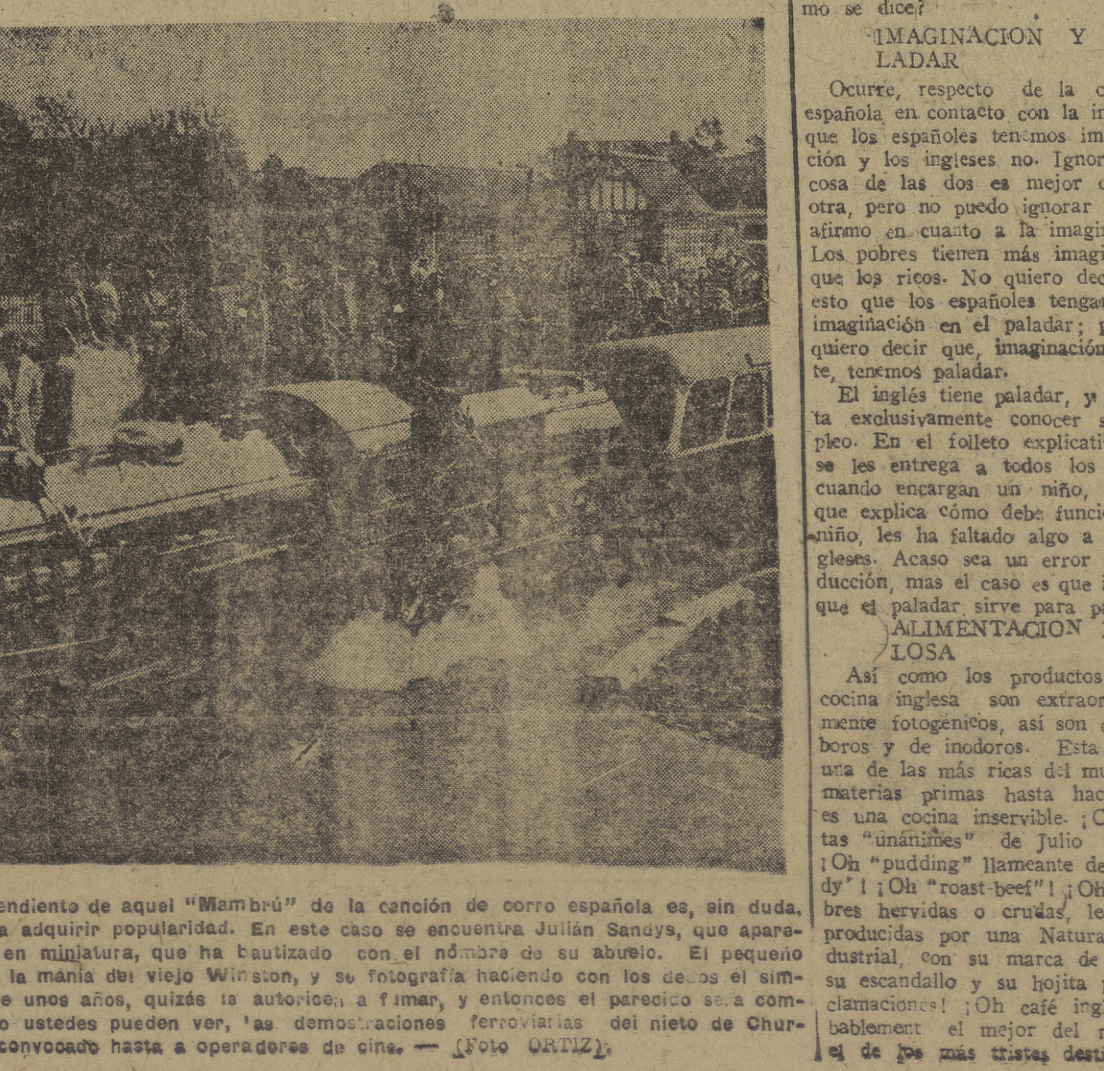 endiente de aquel "Mambrú" de la canción de corro española es, sin duda,
a adquirir popularidad. En este caso se encuentra Julián Sandys, que apare-
en miniatura, que ha bautizado con el nombre de su abuelo. El pequeño
la manía del viejo Winston, y se fotografía haciendo con los dedos el sim-
e unos años, quizás le autoricen a fumar, y entonces el parecido será com-
o ustedes pueden ver, las demostraciones ferroviarias del nieto de Chur-
convocado hasta a operadores de cine. — (Foto ORTIZ).
mo se dice?
IMAGINACION Y
LADAR
Ocurre, respecto de la c
española en contacto con la in
que los españoles tenemos im
ción y los ingleses no. Ignor
cosa de las dos es mejor
otra, pero no puedo ignorar
afirmo en cuanto a la imagin
Los pobres tienen más imagi
que los ricos. No quiero dec
esto que los españoles tenga
imaginación en el paladar; p
quiero decir que, imaginación
te, tenemos paladar.
El inglés tiene paladar, y
ta exclusivamente conocer s
pleo. En el folleto explicati
se les entrega a todos los
cuando encargan un niño,
que explica cómo debe funci
niño, les ha faltado algo a
gleses. Acaso sea un error
ducción, mas el caso es que i
que el paladar sirve para pa
ALIMENTACION
LOSA
Así como los productos
cocina inglesa son extraor
mente fotogénicos, así son
boros y de inodoros. Esta
una de las más ricas del mu
materias primas hasta hac
es una cocina inservible. ¡O
tas "unánimes" de Julio
¡Oh "pudding" llameante de
dy"! ¡Oh "roast-beef"! ¡Oh
bres hervidas o crudas, le
producidas por una Natura
dustrial, con su marca de
su escandallo y su hojita
clamaciones! ¡Oh café ing
bablement el mejor del
el de los más tristes desti